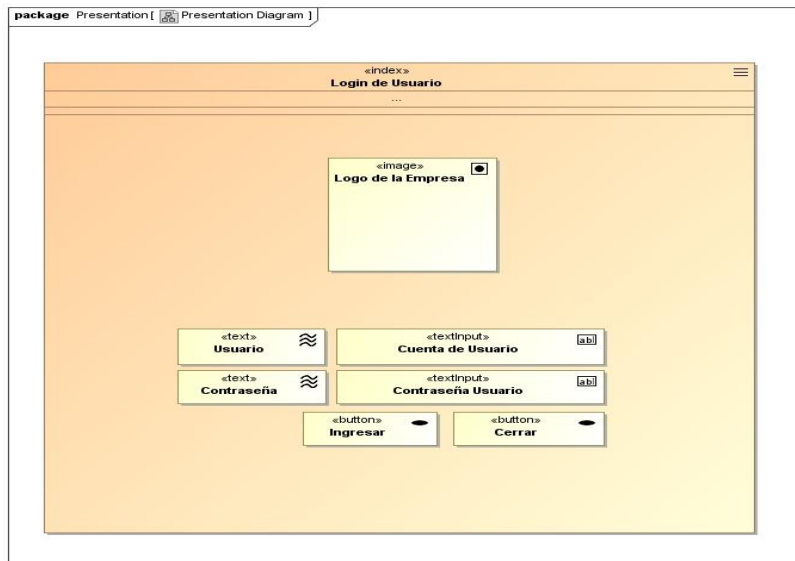 package Presentation [ Presentation Diagram ]
«index»
Login de Usuario
...
«image»
Logo de la Empresa
«text»
Usuario
«textInput»
Cuenta de Usuario
abl
«text»
Contraseña
«textInput»
Contraseña Usuario
abl
«button»
Ingresar
«button»
Cerrar